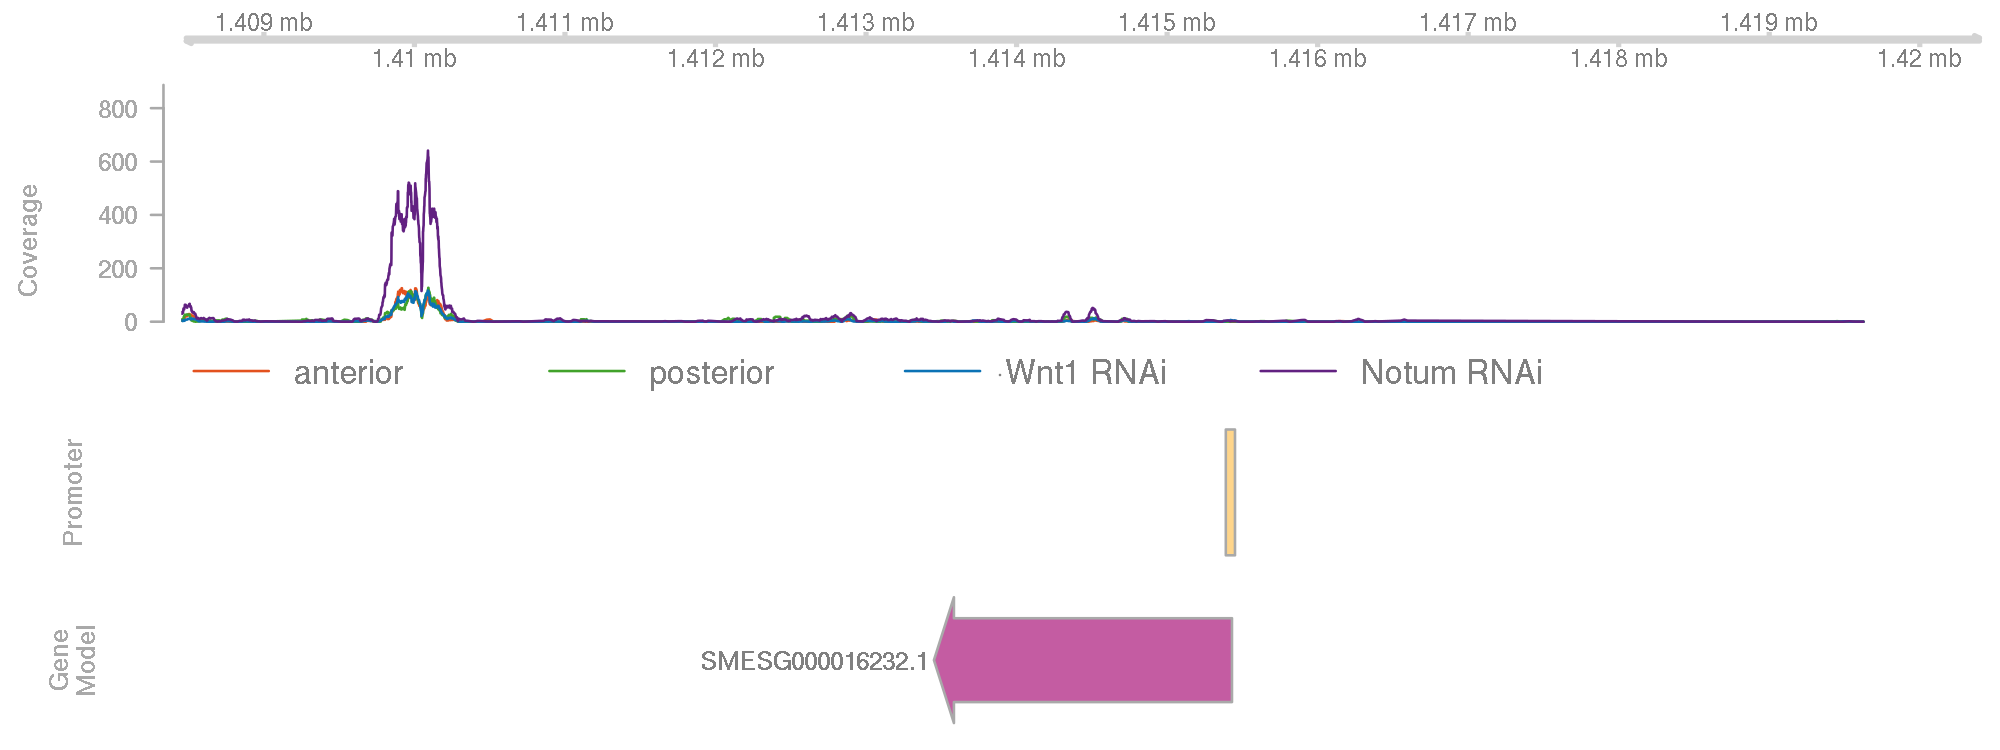 1.409 mb 1.411 mb 1.413 mb 1.415 mb 1.417 mb 1.419 mb
1.41 mb 1.412 mb 1.414 mb 1.416 mb 1.418 mb 1.42 mb
Coverage
800
600
400
200
0
anterior posterior Wnt1 RNAi Notum RNAi
Promoter
Gene
Model
SMESG000016232.1